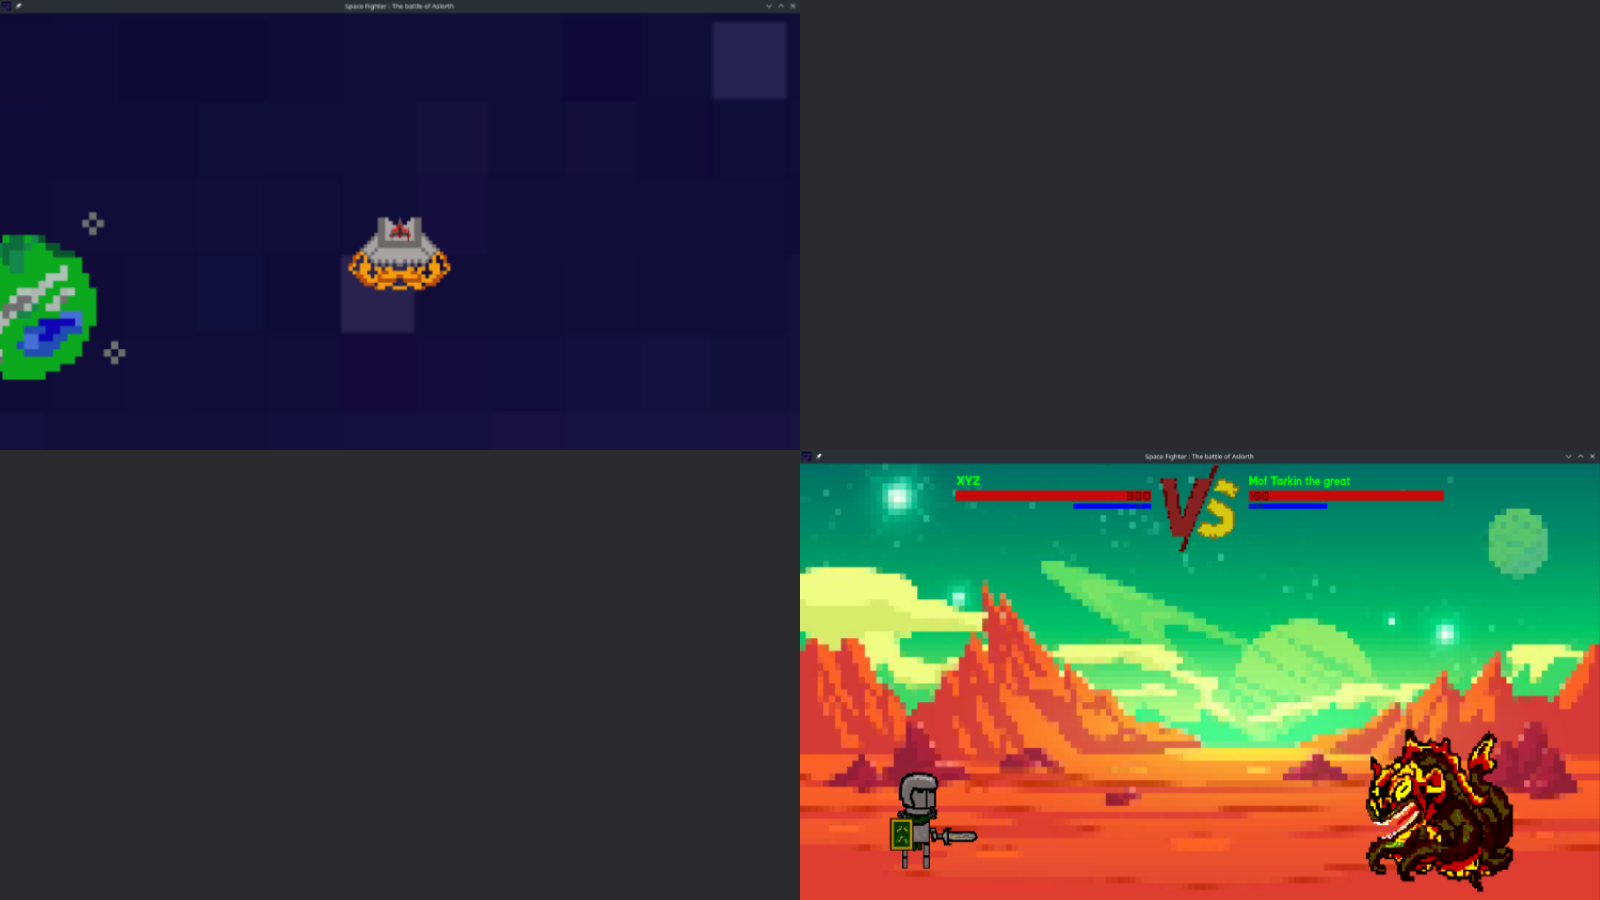 Space Fighter : The battle of Aslorth
Space Fighter : The battle of Aslorth
XYZ
VS
Mof Tarkin the great
300
100